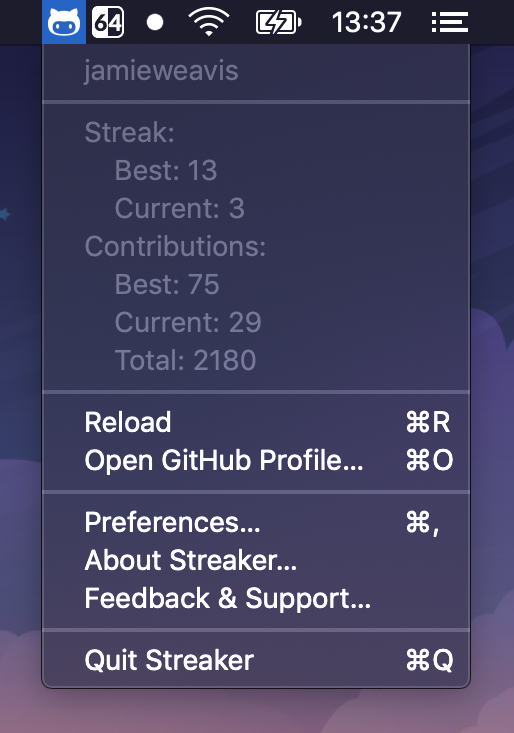 64 13:37
jamieweavis
Streak:
Best: 13
Current: 3
Contributions:
Best: 75
Current: 29
Total: 2180
Reload ⌘R
Open GitHub Profile... ⌘O
Preferences... ⌘,
About Streaker...
Feedback & Support...
Quit Streaker ⌘Q